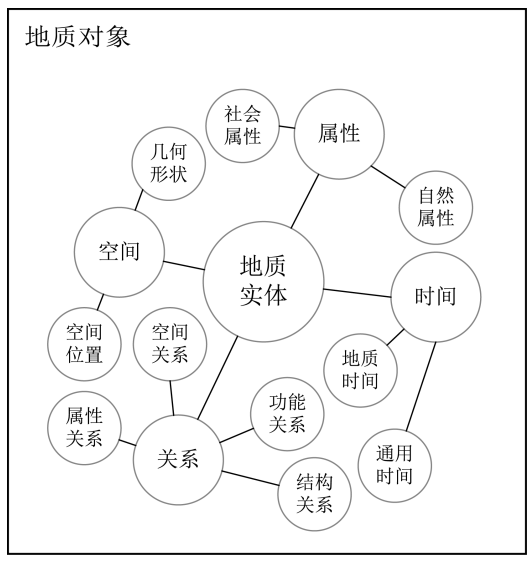 地质对象
社会
属性
属性
几何
形状
自然
属性
空间
地质
实体
时间
空间
位置
空间
关系
地质
时间
属性
关系
功能
关系
关系
通用
时间
结构
关系